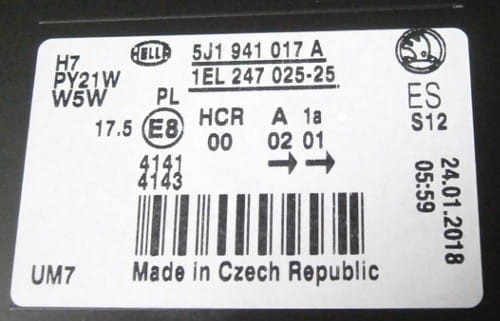 H7
PY21W
W5W
HELLA
5J1 941 017 A
1EL 247 025-25
PL
17.5
E8
HCR A 1a
00 02 01
4141
4143
ES
S12
24.01.2018
05:59
UM7
Made in Czech Republic